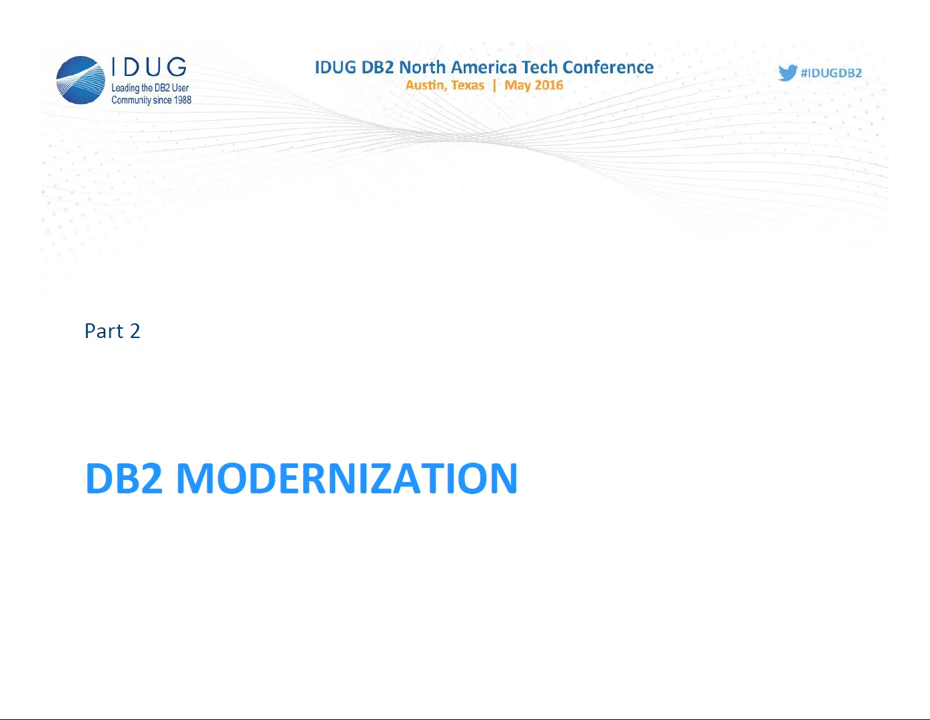 IDUG
Leading the DB2 User
Community since 1988
IDUG DB2 North America Tech Conference
Austin, Texas | May 2016
#IDUGDB2
Part 2
DB2 MODERNIZATION